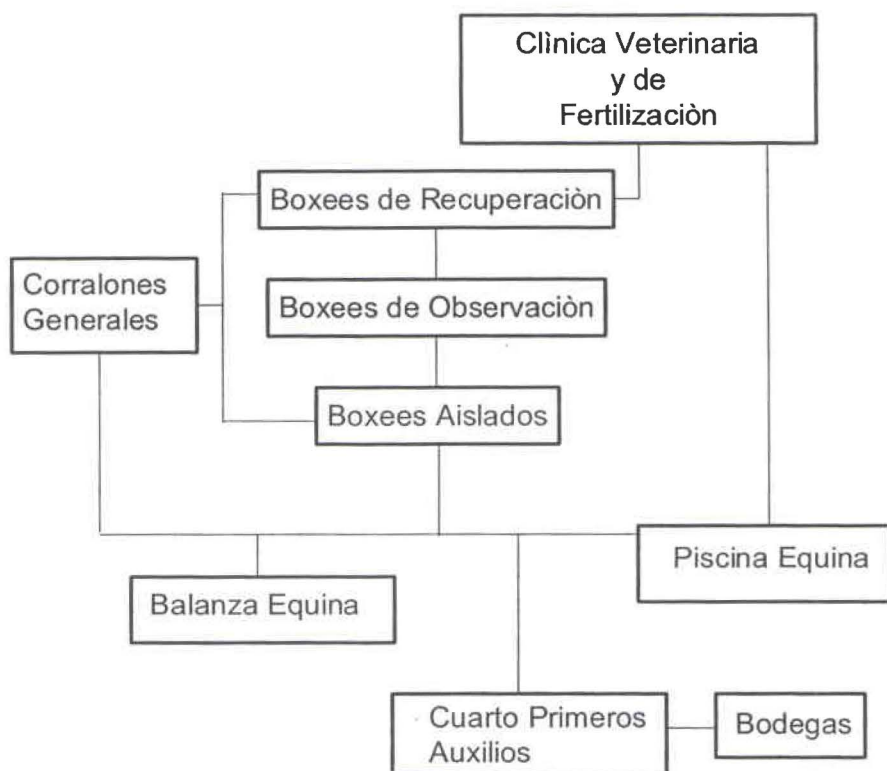 Clìnica Veterinaria
y de
Fertilizaciòn
Boxees de Recuperaciòn
Corralones
Generales
Boxees de Observaciòn
Boxees Aislados
Piscina Equina
Balanza Equina
Cuarto Primeros
Auxilios
Bodegas